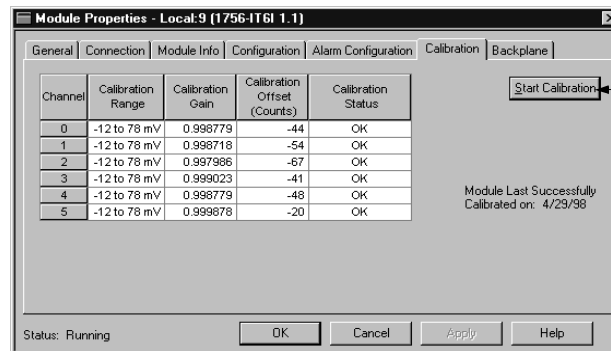 Module Properties - Local:9 (1756-IT6I 1.1)
General Connection Module Info Configuration Alarm Configuration Calibration Backplane
Channel Calibration Range Calibration Gain Calibration Offset (Counts) Calibration Status
0 -12 to 78 mV 0.998779 -44 OK
1 -12 to 78 mV 0.998718 -54 OK
2 -12 to 78 mV 0.997986 -67 OK
3 -12 to 78 mV 0.999023 -41 OK
4 -12 to 78 mV 0.998779 -48 OK
5 -12 to 78 mV 0.999878 -20 OK
Start Calibration
Module Last Successfully
Calibrated on: 4/29/98
Status: Running
OK Cancel Apply Help